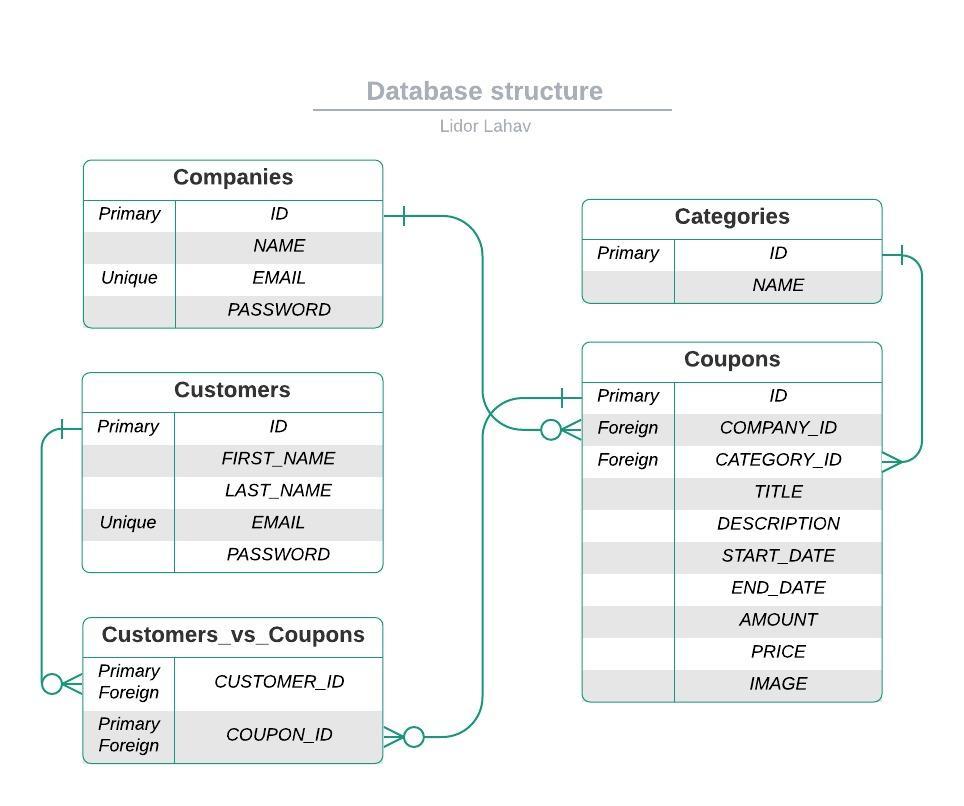 Database structure
Lidor Lahav
Companies
Primary ID
NAME
Unique EMAIL
PASSWORD
Customers
Primary ID
FIRST_NAME
LAST_NAME
Unique EMAIL
PASSWORD
Customers_vs_Coupons
Primary
Foreign
CUSTOMER_ID
Primary
Foreign
COUPON_ID
Categories
Primary ID
NAME
Coupons
Primary ID
Foreign COMPANY_ID
Foreign CATEGORY_ID
TITLE
DESCRIPTION
START_DATE
END_DATE
AMOUNT
PRICE
IMAGE